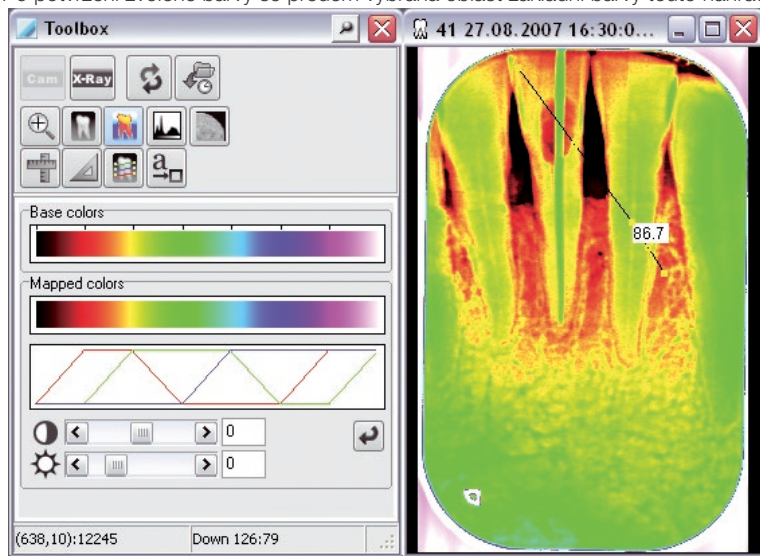 Toolbox
41 27.08.2007 16:30:0...
Cam
X-Ray
a
Base colors
Mapped colors
0
0
(638,10):12245
Down 126:79
86.7